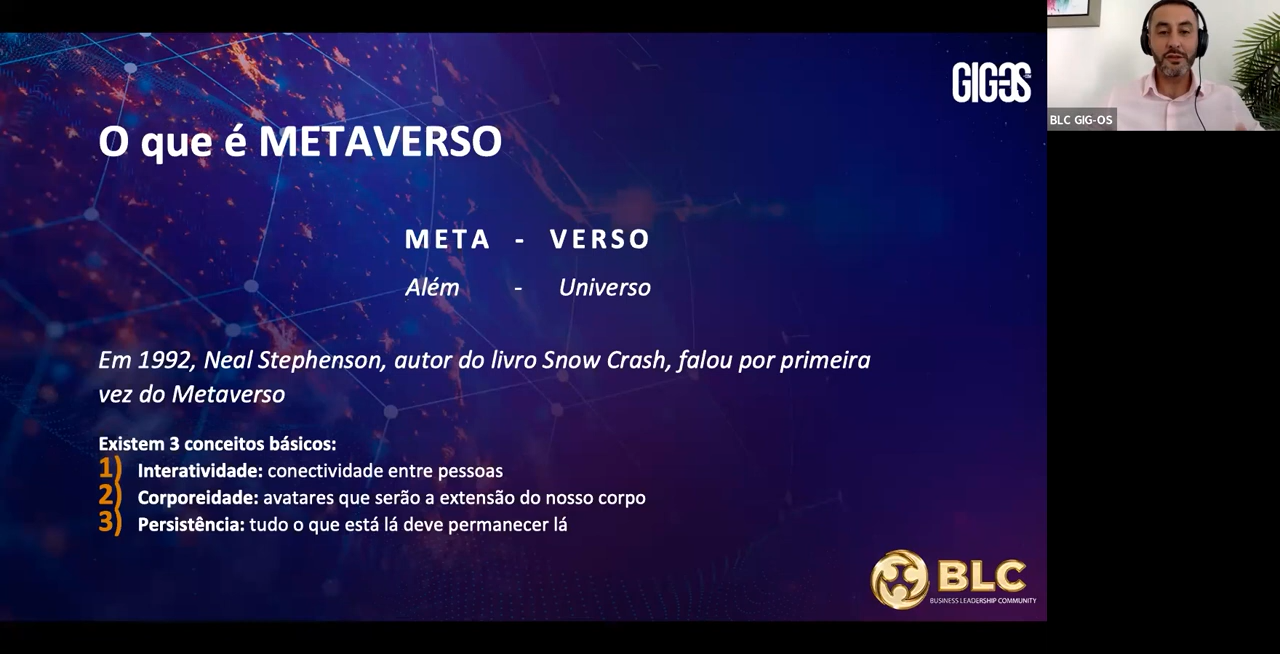 GIGOS
BLC GIG-OS
O que é METAVERSO
META - VERSO
Além - Universo
Em 1992, Neal Stephenson, autor do livro Snow Crash, falou por primeira
vez do Metaverso
Existem 3 conceitos básicos:
1) Interatividade: conectividade entre pessoas
2) Corporeidade: avatares que serão a extensão do nosso corpo
3) Persistência: tudo o que está lá deve permanecer lá
BLC
BUSINESS LEADERSHIP COMMUNITY